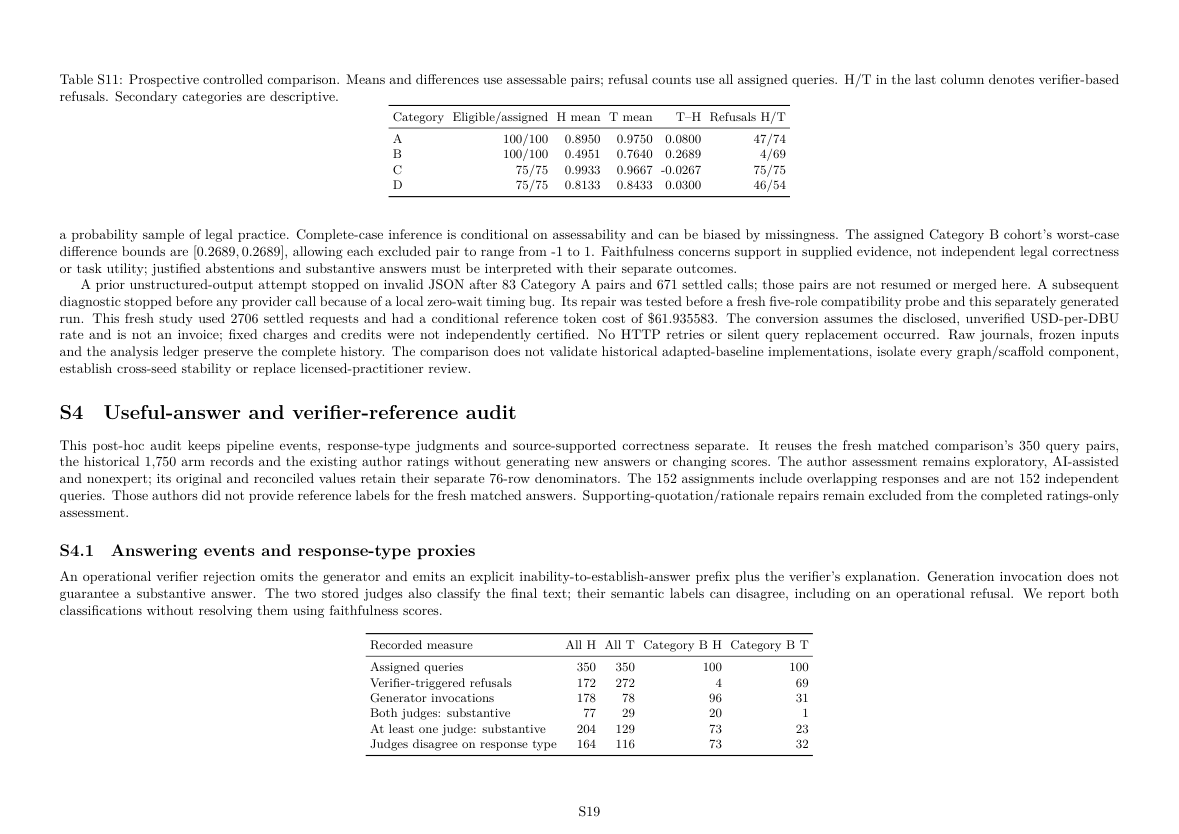 Table S11: Prospective controlled comparison. Means and differences use assessable pairs; refusal counts use all assigned queries. H/T in the last column denotes verifier-based
refusals. Secondary categories are descriptive.
Category Eligible/assigned H mean T mean T–H Refusals H/T
A 100/100 0.8950 0.9750 0.0800 47/74
B 100/100 0.4951 0.7640 0.2689 4/69
C 75/75 0.9933 0.9667 -0.0267 75/75
D 75/75 0.8133 0.8433 0.0300 46/54
a probability sample of legal practice. Complete-case inference is conditional on assessability and can be biased by missingness. The assigned Category B cohort's worst-case
difference bounds are [0.2689, 0.2689], allowing each excluded pair to range from -1 to 1. Faithfulness concerns support in supplied evidence, not independent legal correctness
or task utility; justified abstentions and substantive answers must be interpreted with their separate outcomes.
A prior unstructured-output attempt stopped on invalid JSON after 83 Category A pairs and 671 settled calls; those pairs are not resumed or merged here. A subsequent
diagnostic stopped before any provider call because of a local zero-wait timing bug. Its repair was tested before a fresh five-role compatibility probe and this separately generated
run. This fresh study used 2706 settled requests and had a conditional reference token cost of $61.935583. The conversion assumes the disclosed, unverified USD-per-DBU
rate and is not an invoice; fixed charges and credits were not independently certified. No HTTP retries or silent query replacement occurred. Raw journals, frozen inputs
and the analysis ledger preserve the complete history. The comparison does not validate historical adapted-baseline implementations, isolate every graph/scaffold component,
establish cross-seed stability or replace licensed-practitioner review.
S4 Useful-answer and verifier-reference audit
This post-hoc audit keeps pipeline events, response-type judgments and source-supported correctness separate. It reuses the fresh matched comparison's 350 query pairs,
the historical 1,750 arm records and the existing author ratings without generating new answers or changing scores. The author assessment remains exploratory, AI-assisted
and nonexpert; its original and reconciled values retain their separate 76-row denominators. The 152 assignments include overlapping responses and are not 152 independent
queries. Those authors did not provide reference labels for the fresh matched answers. Supporting-quotation/rationale repairs remain excluded from the completed ratings-only
assessment.
S4.1 Answering events and response-type proxies
An operational verifier rejection omits the generator and emits an explicit inability-to-establish-answer prefix plus the verifier's explanation. Generation invocation does not
guarantee a substantive answer. The two stored judges also classify the final text; their semantic labels can disagree, including on an operational refusal. We report both
classifications without resolving them using faithfulness scores.
Recorded measure All H All T Category B H Category B T
Assigned queries 350 350 100 100
Verifier-triggered refusals 172 272 4 69
Generator invocations 178 78 96 31
Both judges: substantive 77 29 20 1
At least one judge: substantive 204 129 73 23
Judges disagree on response type 164 116 73 32
S19